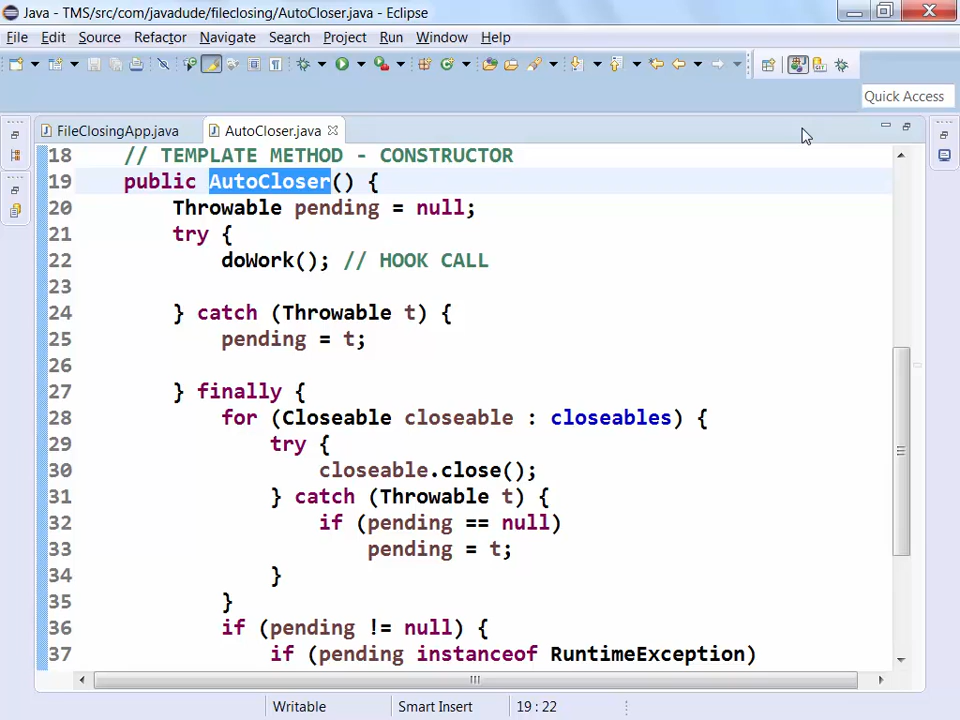 Java - TMS/src/com/javadude/fileclosing/AutoCloser.java - Eclipse
File Edit Source Refactor Navigate Search Project Run Window Help
Quick Access
FileClosingApp.java AutoCloser.java
18 // TEMPLATE METHOD - CONSTRUCTOR
19 public AutoCloser() {
20 Throwable pending = null;
21 try {
22 doWork(); // HOOK CALL
23
24 } catch (Throwable t) {
25 pending = t;
26
27 } finally {
28 for (Closeable closeable : closeables) {
29 try {
30 closeable.close();
31 } catch (Throwable t) {
32 if (pending == null)
33 pending = t;
34 }
35 }
36 if (pending != null) {
37 if (pending instanceof RuntimeException)
Writable Smart Insert 19 : 22